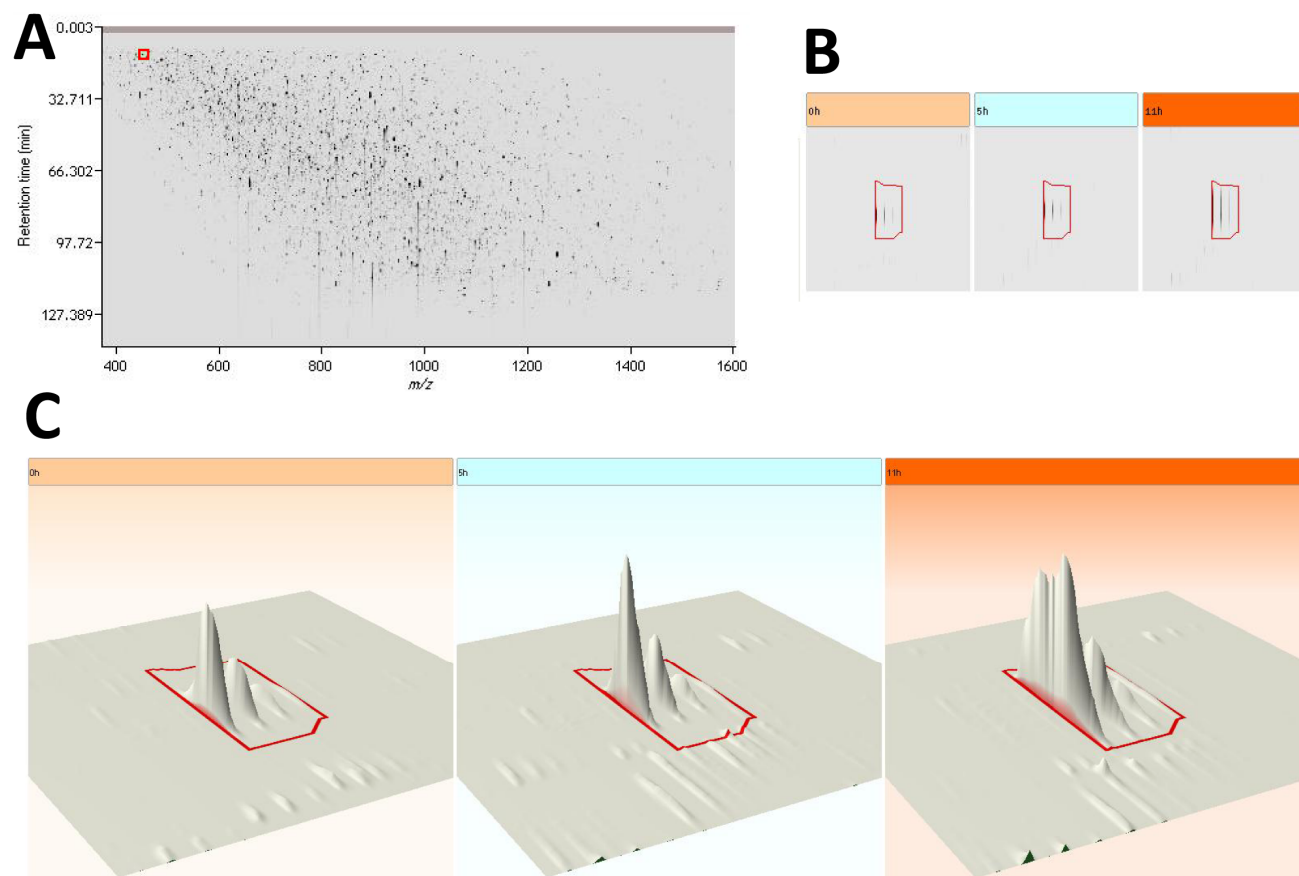 A
0.003
32.711
66.302
97.72
127.389
Retention time (min)
400
600
800
1000
1200
1400
1600
m/z
B
0h
5h
11h
C
0h
5h
11h